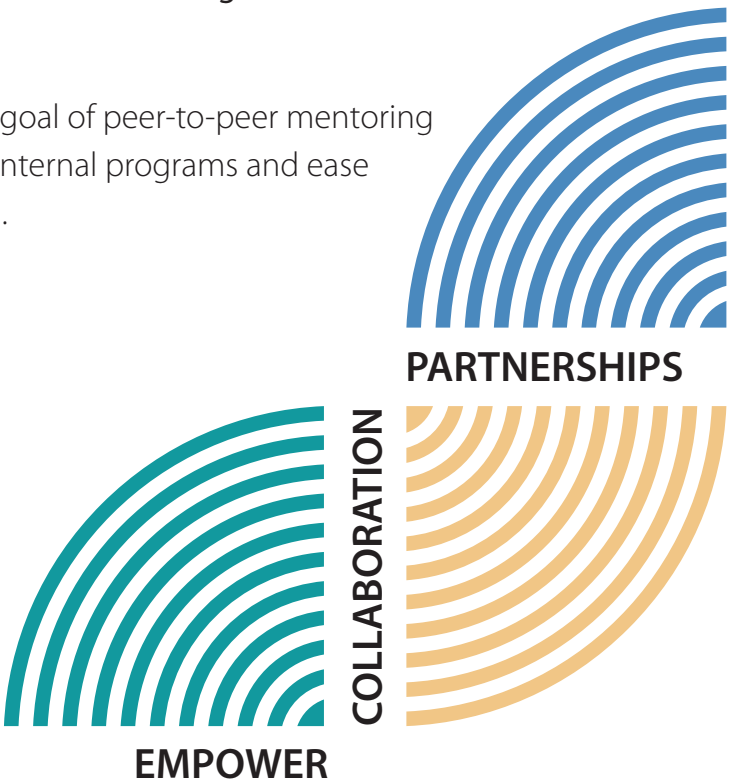 goal of peer-to-peer mentoring
nternal programs and ease
.
PARTNERSHIPS
COLLABORATION
EMPOWER